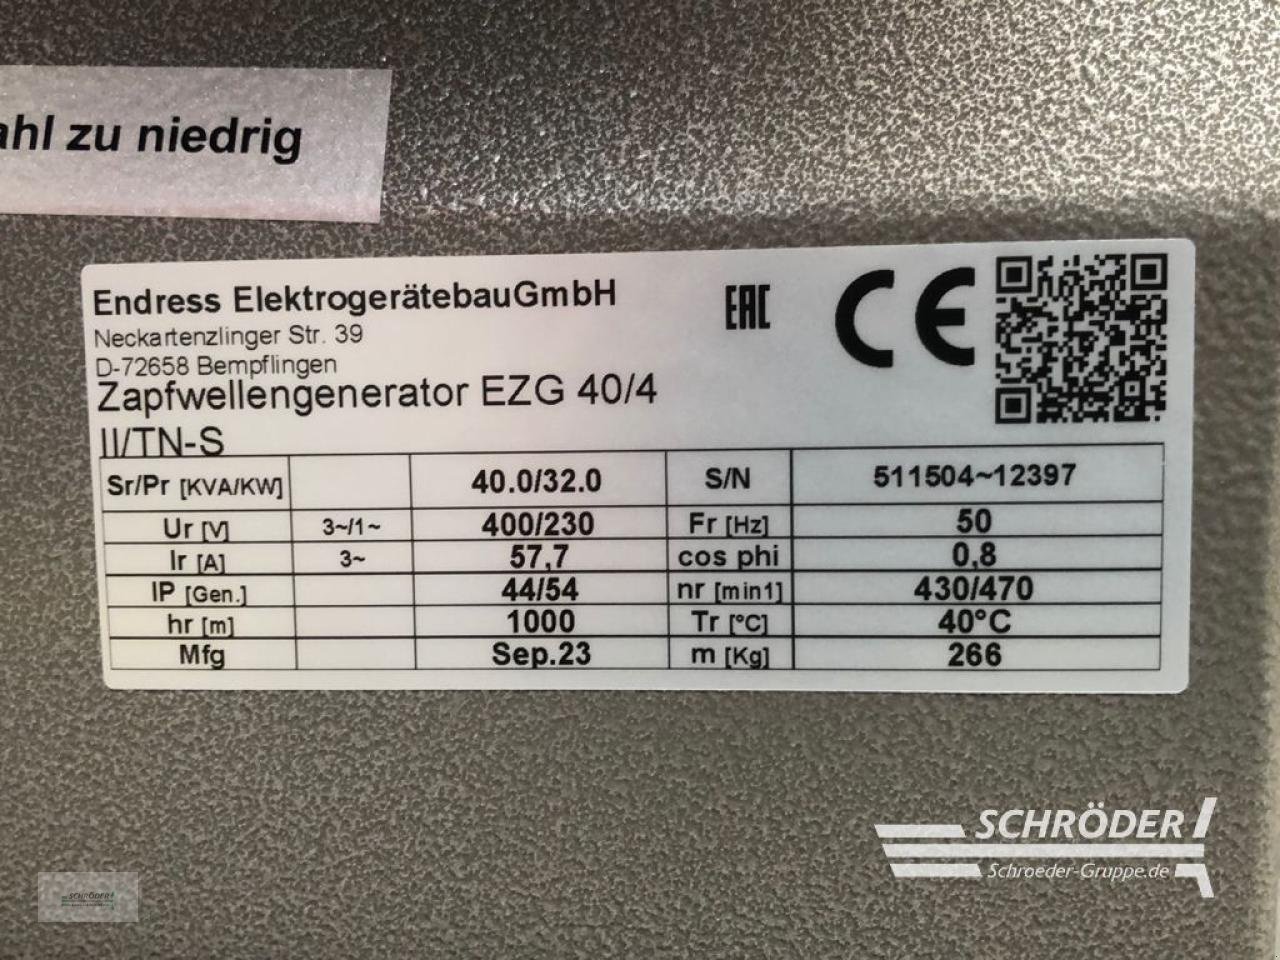 ahl zu niedrig
Endress ElektrogerätebauGmbH
Neckartenzlinger Str. 39
D-72658 Bempflingen
Zapfwellengenerator EZG 40/4
II/TN-S
EAC CE
Sr/Pr [KVA/KW] 40.0/32.0 S/N 511504~12397
Ur [V] 3~/1~ 400/230 Fr [Hz] 50
Ir [A] 3~ 57,7 cos phi 0,8
IP [Gen.] 44/54 nr [min1] 430/470
hr [m] 1000 Tr [°C] 40°C
Mfg Sep.23 m [Kg] 266
SCHRÖDER
Schroeder-Gruppe.de
SCHRÖDER